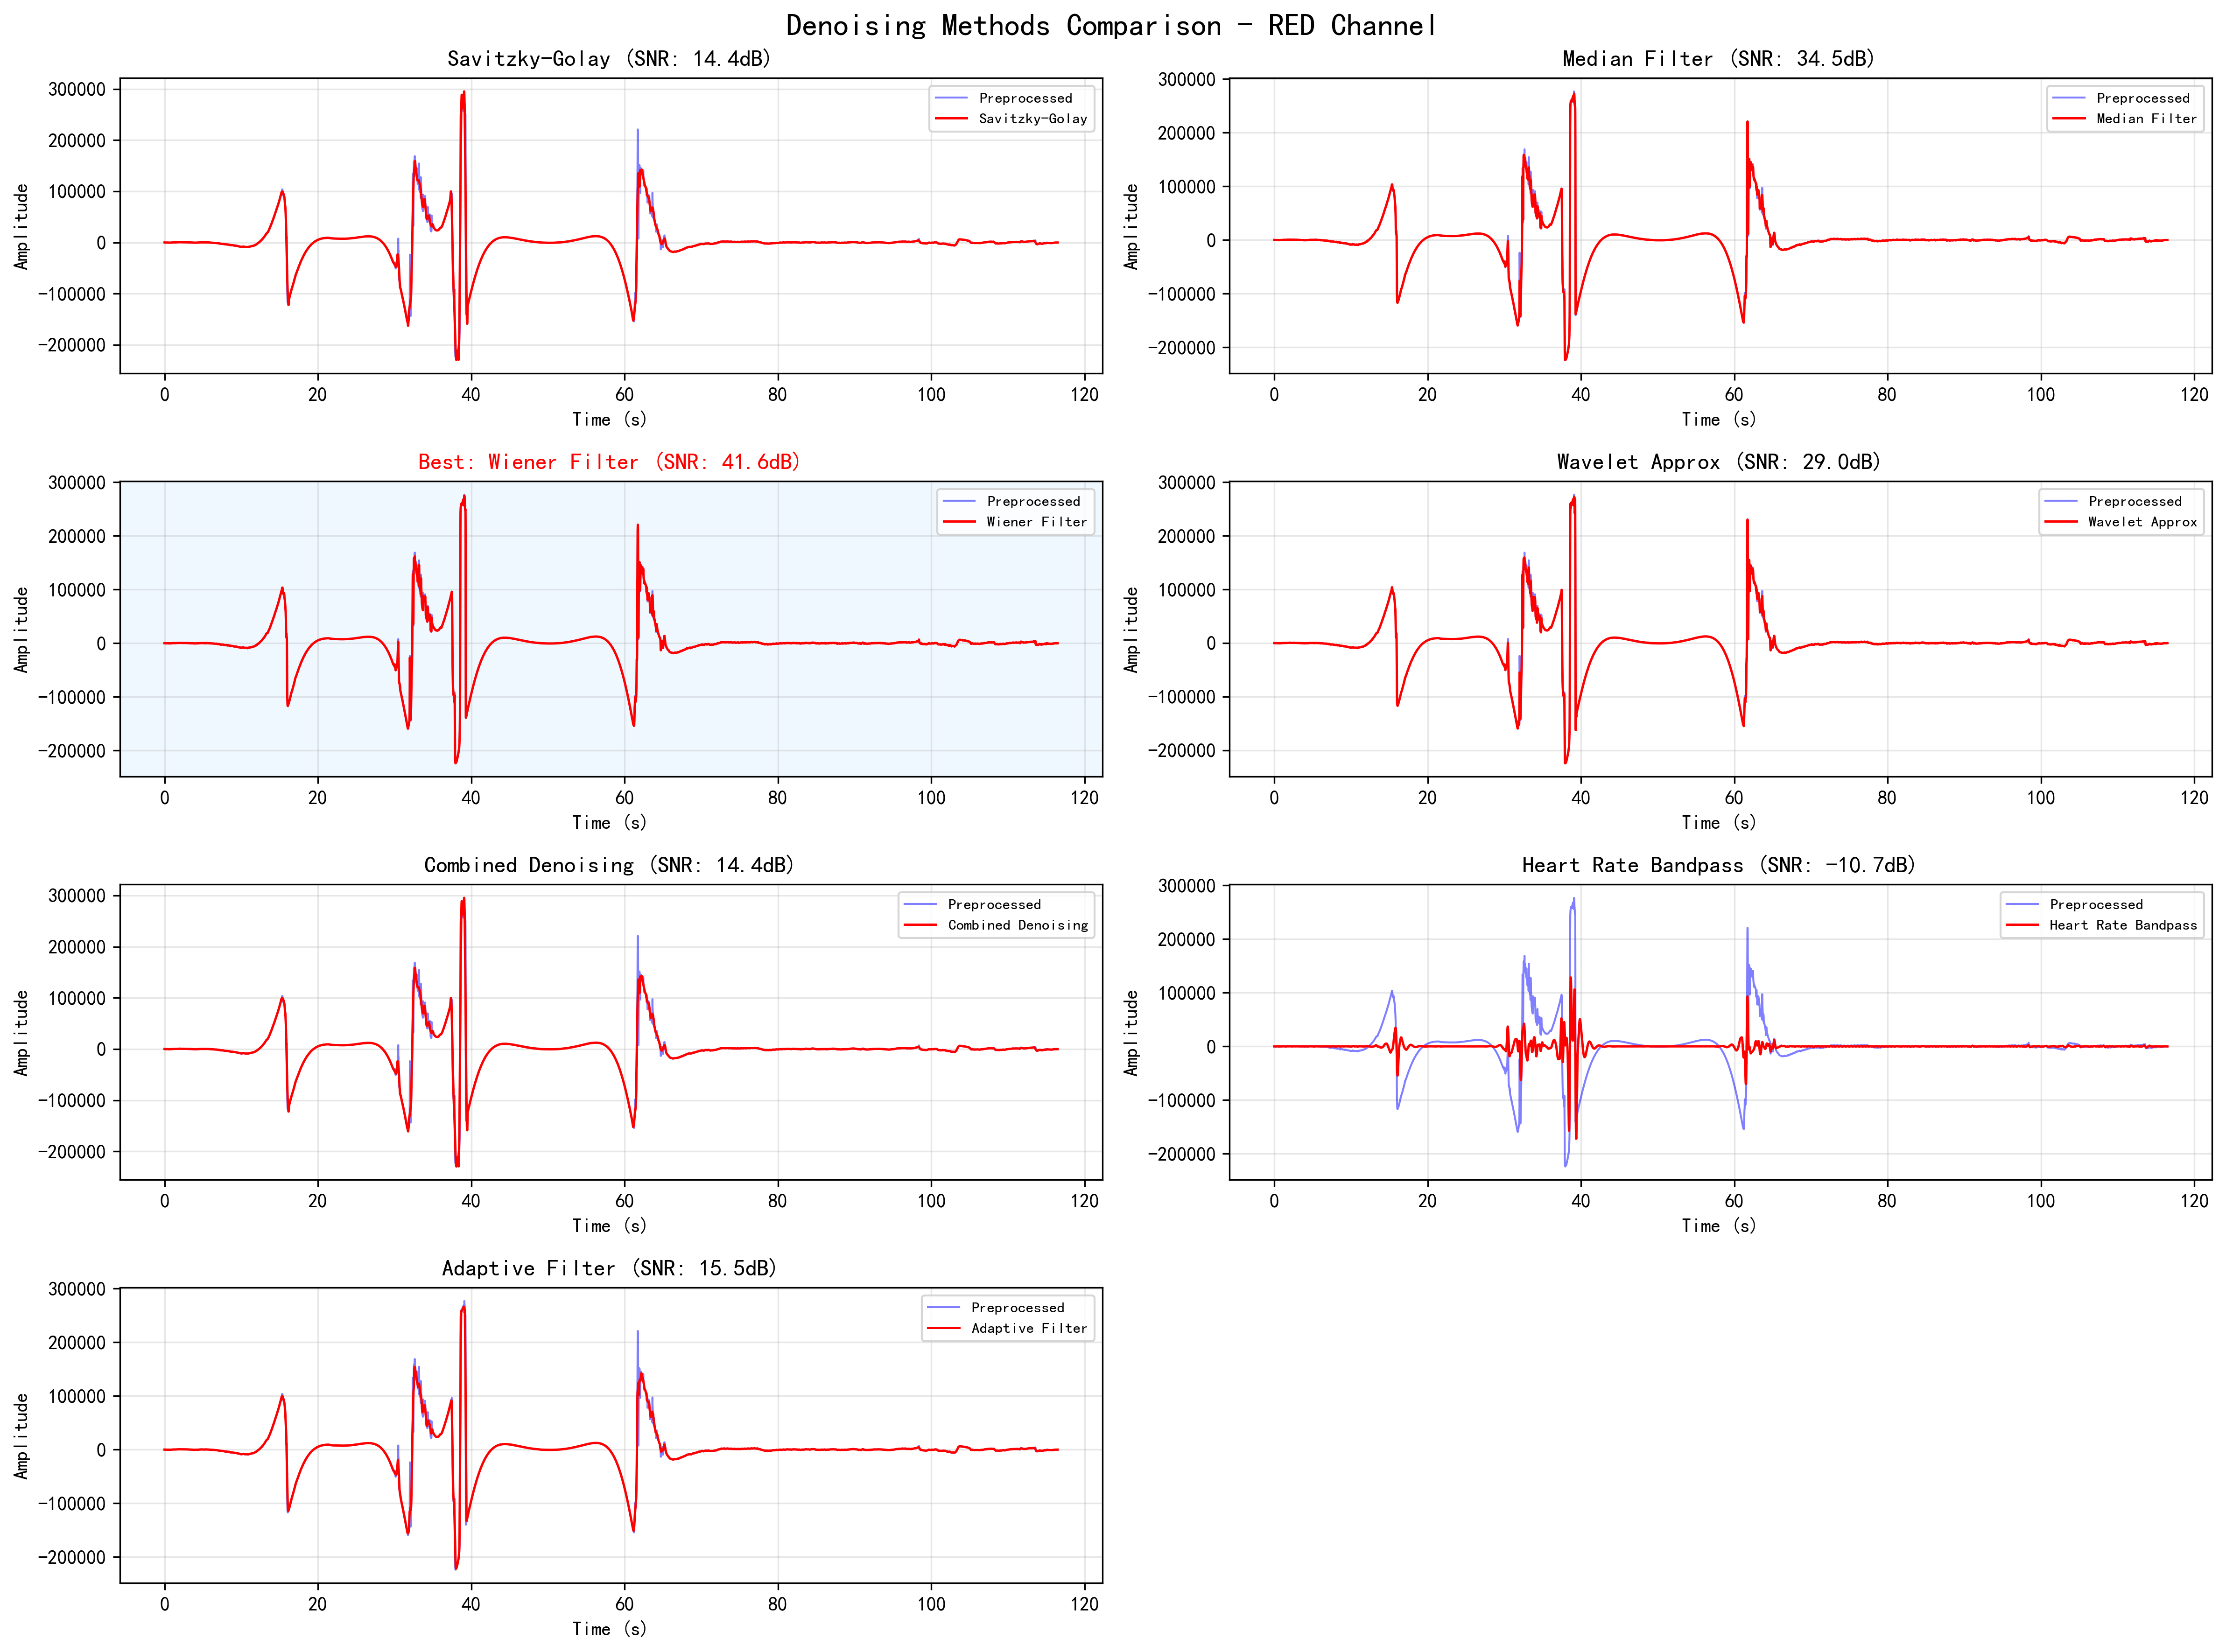 Denoising Methods Comparison - RED Channel
Savitzky-Golay (SNR: 14.4dB)
300000
200000
100000
0
-100000
-200000
Amplitude
Preprocessed
Savitzky-Golay
0 20 40 60 80 100 120
Time (s)
Median Filter (SNR: 34.5dB)
300000
200000
100000
0
-100000
-200000
Amplitude
Preprocessed
Median Filter
0 20 40 60 80 100 120
Time (s)
Best: Wiener Filter (SNR: 41.6dB)
300000
200000
100000
0
-100000
-200000
Amplitude
Preprocessed
Wiener Filter
0 20 40 60 80 100 120
Time (s)
Wavelet Approx (SNR: 29.0dB)
300000
200000
100000
0
-100000
-200000
Amplitude
Preprocessed
Wavelet Approx
0 20 40 60 80 100 120
Time (s)
Combined Denoising (SNR: 14.4dB)
300000
200000
100000
0
-100000
-200000
Amplitude
Preprocessed
Combined Denoising
0 20 40 60 80 100 120
Time (s)
Heart Rate Bandpass (SNR: -10.7dB)
300000
200000
100000
0
-100000
-200000
Amplitude
Preprocessed
Heart Rate Bandpass
0 20 40 60 80 100 120
Time (s)
Adaptive Filter (SNR: 15.5dB)
300000
200000
100000
0
-100000
-200000
Amplitude
Preprocessed
Adaptive Filter
0 20 40 60 80 100 120
Time (s)